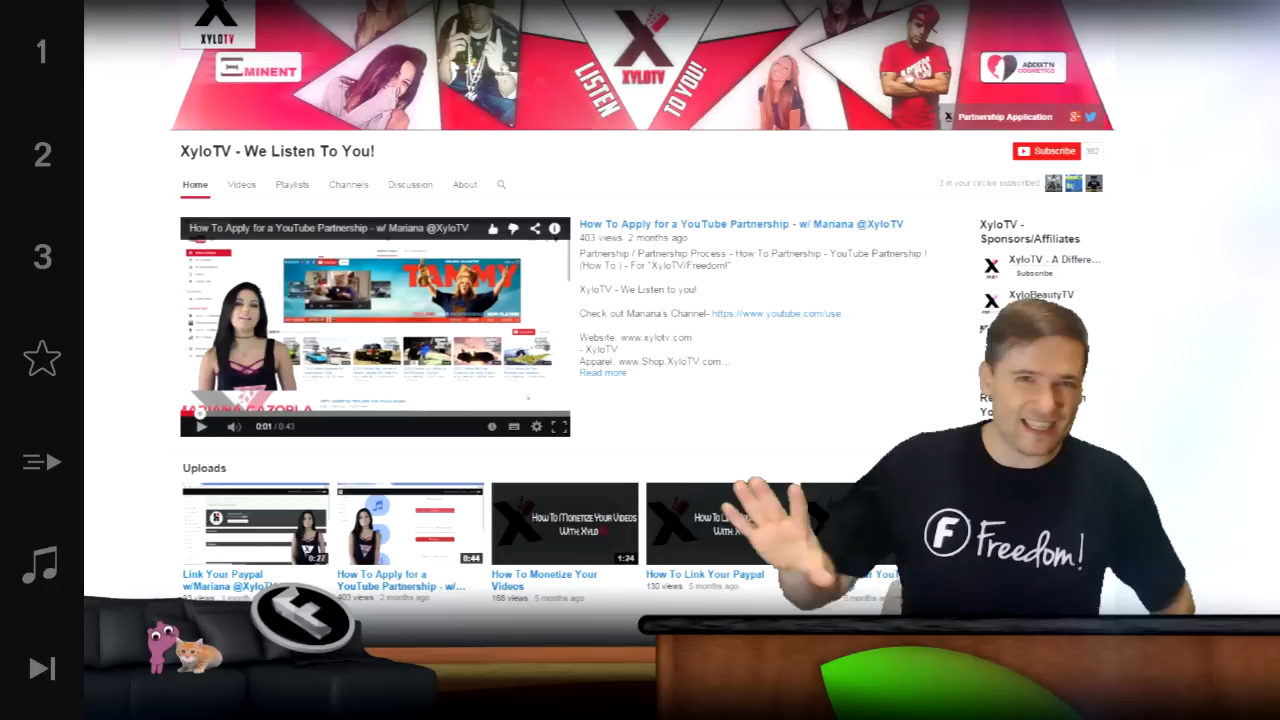 1
2
3
XYLOTV
EMINENT
LISTEN
XYLOTV
TO YOU!
ADDIXTN
COSMETICS
Partnership Application
XyloTV - We Listen To You!
Subscribe 382
Home Videos Playlists Channels Discussion About
3 in your circles subscribed
How To Apply for a YouTube Partnership - w/ Mariana @XyloTV
TAMMY
0:01 / 0:43
How To Apply for a YouTube Partnership - w/ Mariana @XyloTV
403 views 2 months ago
Partnership / Partnership Process - How To Partnership - YouTube Partnership !
(How To ) - For "XyloTV/Freedom!"
XyloTV - We Listen to you!
Check out Mariana's Channel- https://www.youtube.com/use
Website: www.xylotv.com
- XyloTV
Apparel: www.Shop.XyloTV.com...
Read more
XyloTV -
Sponsors/Affiliates
XyloTV - A Differe...
Subscribe
XyloBeautyTV
Uploads
0:27
0:44
How To Monetize Your Videos
With Xylo
1:24
Link Your Paypal
w/Mariana @XyloTV
How To Apply for a
YouTube Partnership - w/...
403 views 2 months ago
How To Monetize Your
Videos
168 views 5 months ago
How To Link Your Paypal
130 views 5 months ago
F Freedom!
F